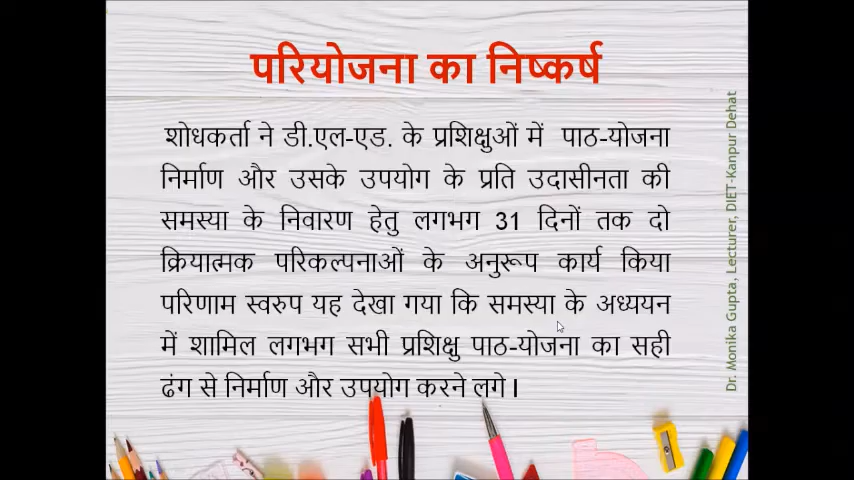 परियोजना का निष्कर्ष
शोधकर्ता ने डी.एल-एड. के प्रशिक्षुओं में पाठ-योजना
निर्माण और उसके उपयोग के प्रति उदासीनता की
समस्या के निवारण हेतु लगभग 31 दिनों तक दो
क्रियात्मक परिकल्पनाओं के अनुरूप कार्य किया
परिणाम स्वरुप यह देखा गया कि समस्या के अध्ययन
में शामिल लगभग सभी प्रशिक्षु पाठ-योजना का सही
ढंग से निर्माण और उपयोग करने लगे ।
Dr. Monika Gupta, Lecturer, DIET-Kanpur Dehat